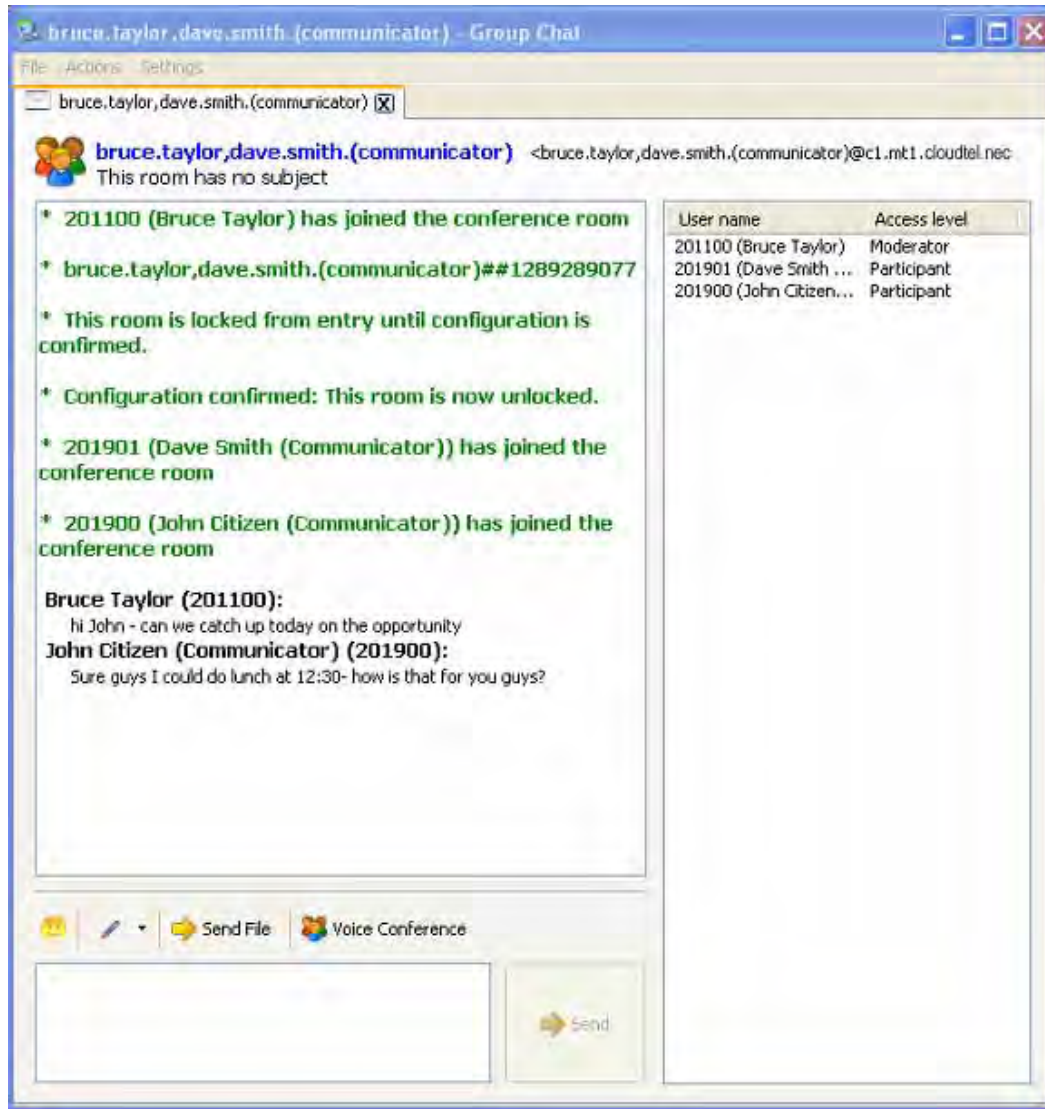 bruce.taylor,dave.smith.(communicator) - Group Chat
File Actions Settings
bruce.taylor,dave.smith.(communicator)
bruce.taylor,dave.smith.(communicator) <bruce.taylor,dave.smith.(communicator)@c1.mt1.cloudtel.nec
This room has no subject
* 201100 (Bruce Taylor) has joined the conference room
* bruce.taylor,dave.smith.(communicator)##1289289077
* This room is locked from entry until configuration is
confirmed.
* Configuration confirmed: This room is now unlocked.
* 201901 (Dave Smith (Communicator)) has joined the
conference room
* 201900 (John Citizen (Communicator)) has joined the
conference room
Bruce Taylor (201100):
hi John - can we catch up today on the opportunity
John Citizen (Communicator) (201900):
Sure guys I could do lunch at 12:30- how is that for you guys?
User name Access level
201100 (Bruce Taylor) Moderator
201901 (Dave Smith ... Participant
201900 (John Citizen... Participant
Send File Voice Conference
Send